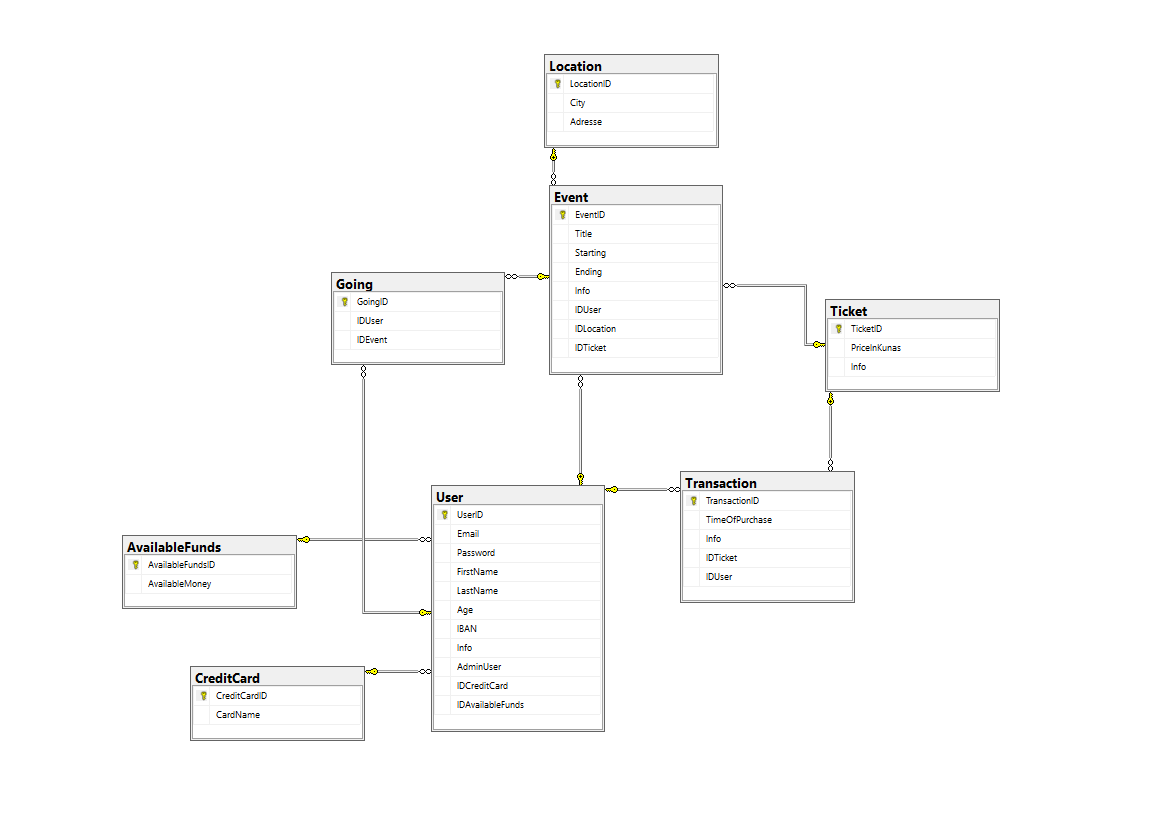 Location
LocationID
City
Adresse
Event
EventID
Title
Starting
Ending
Info
IDUser
IDLocation
IDTicket
Going
GoingID
IDUser
IDEvent
Ticket
TicketID
PriceInKunas
Info
Transaction
TransactionID
TimeOfPurchase
Info
IDTicket
IDUser
User
UserID
Email
Password
FirstName
LastName
Age
IBAN
Info
AdminUser
IDCreditCard
IDAvailableFunds
AvailableFunds
AvailableFundsID
AvailableMoney
CreditCard
CreditCardID
CardName